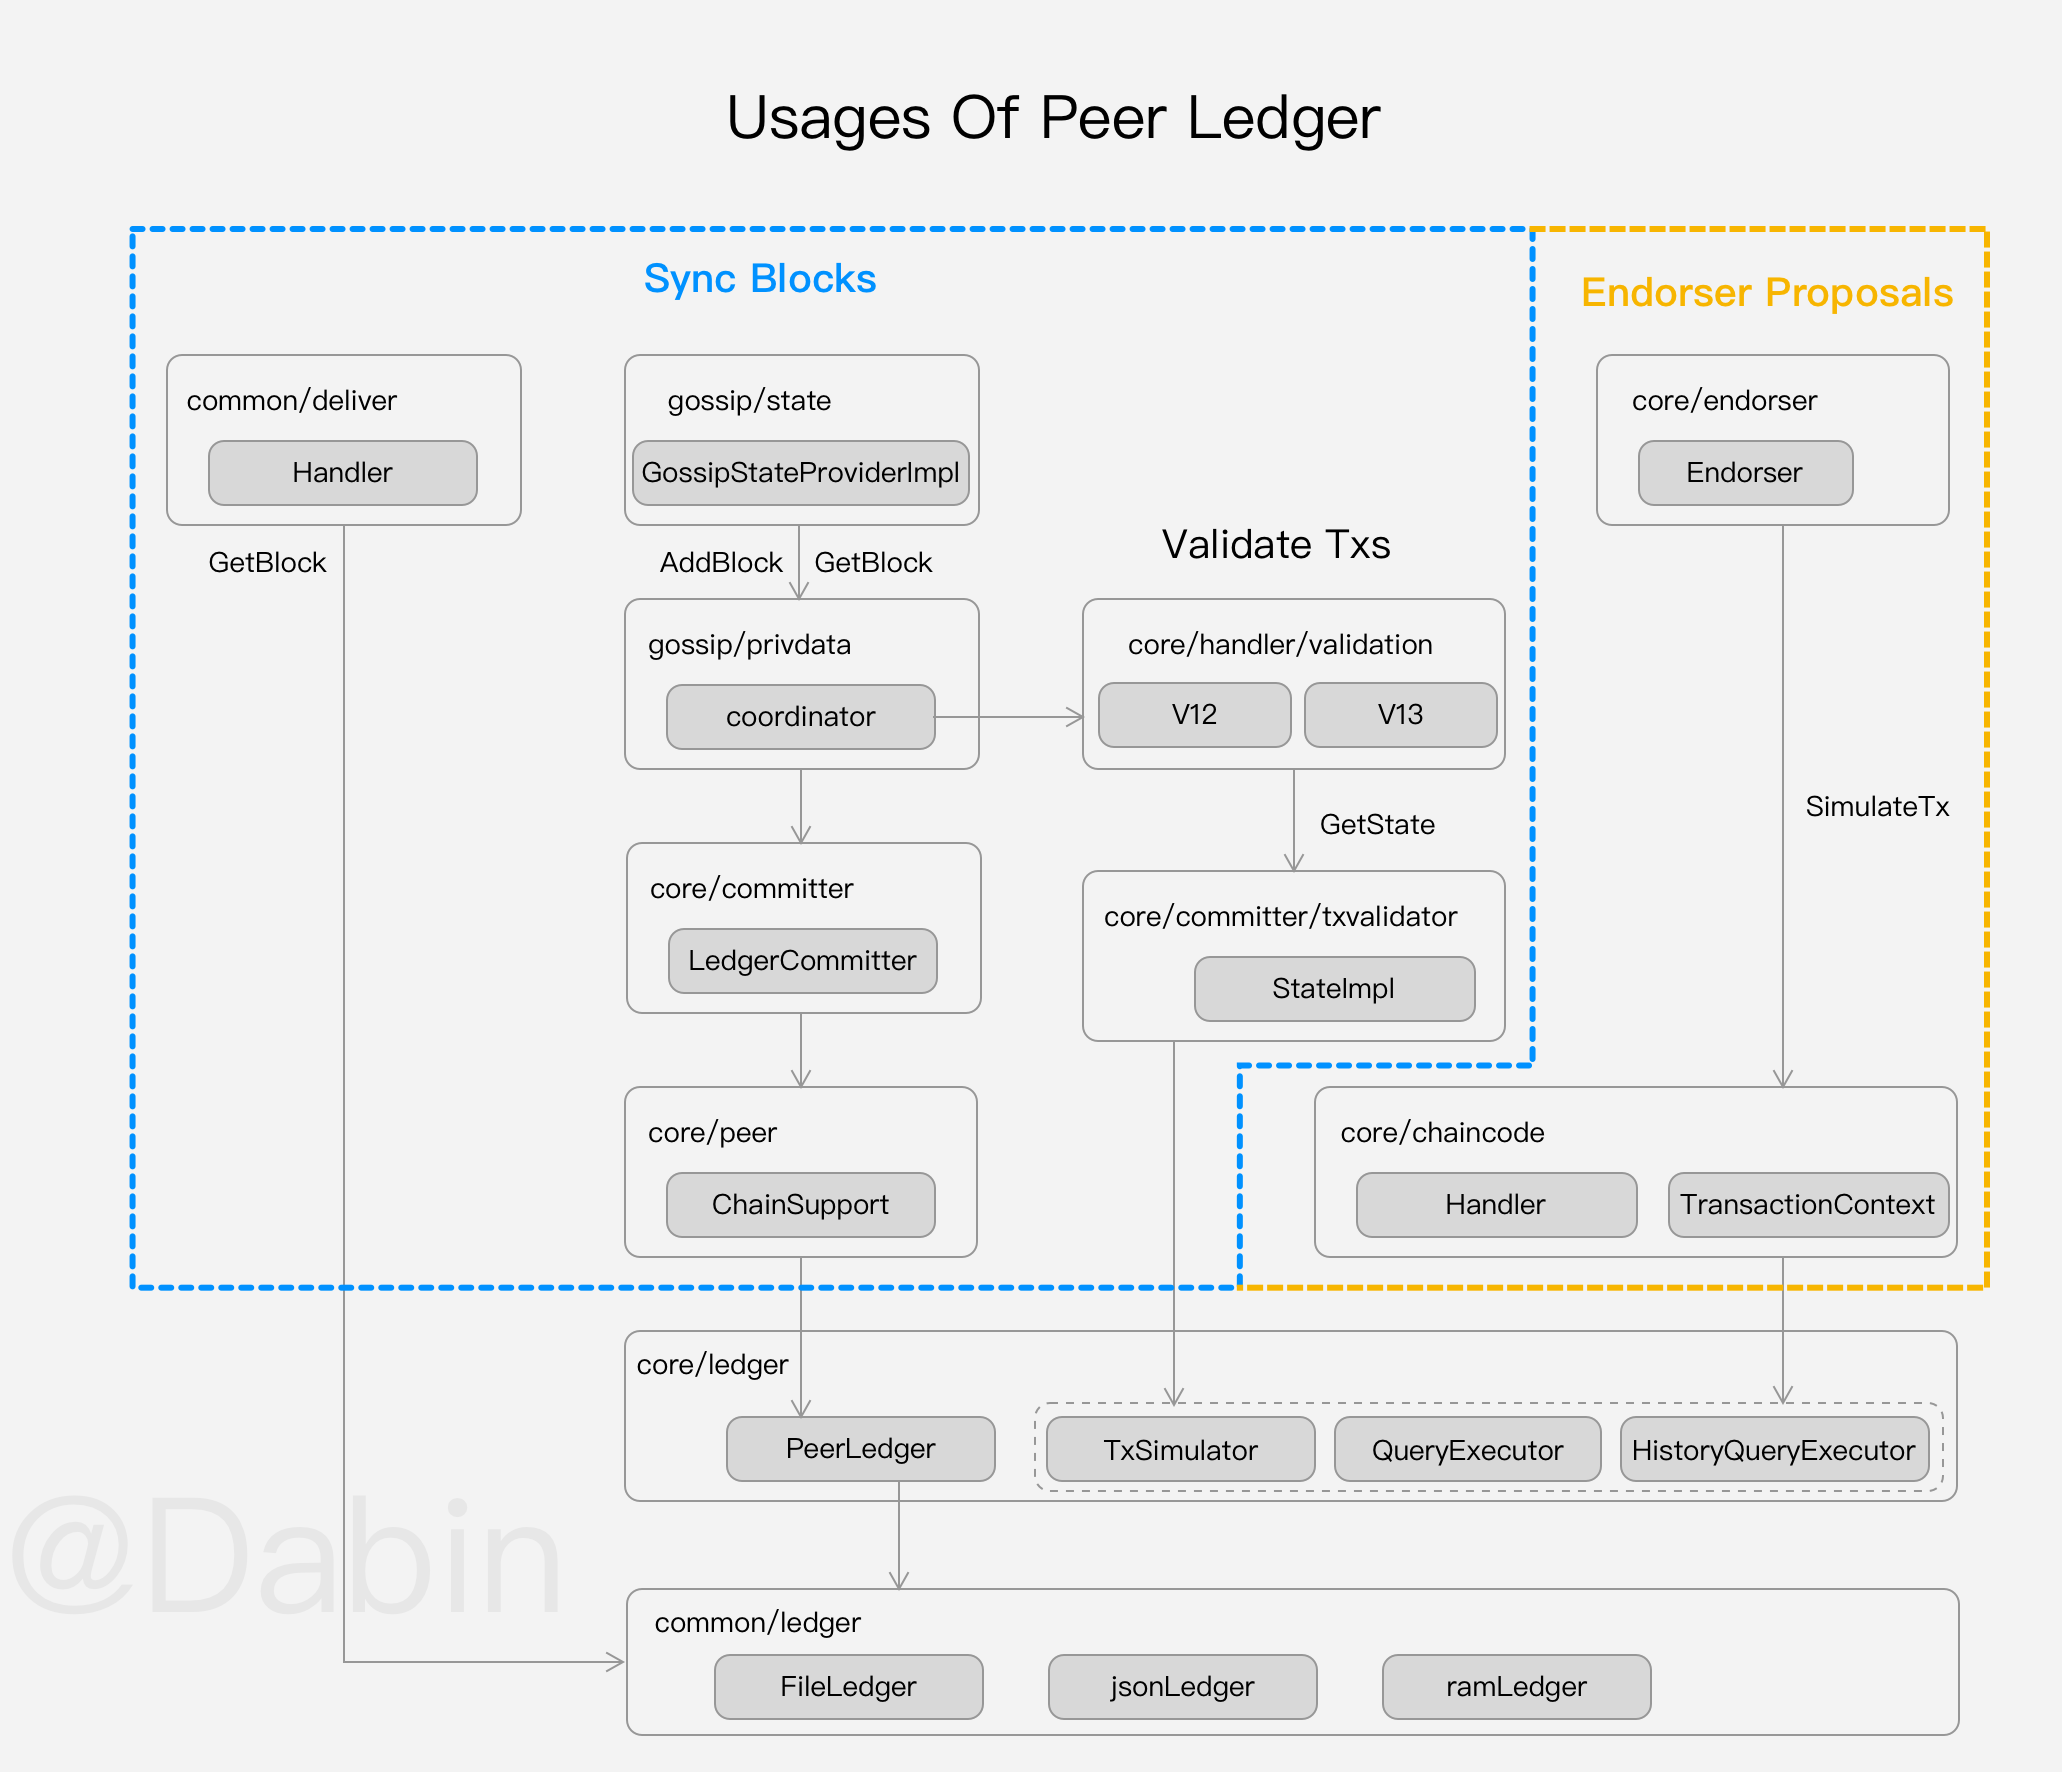 Usages Of Peer Ledger
Sync Blocks
Endorser Proposals
common/deliver
Handler
gossip/state
GossipStateProviderImpl
core/endorser
Endorser
GetBlock
AddBlock
GetBlock
Validate Txs
gossip/privdata
coordinator
core/handler/validation
V12
V13
GetState
SimulateTx
core/committer
LedgerCommitter
core/committer/txvalidator
StateImpl
core/peer
ChainSupport
core/chaincode
Handler
TransactionContext
core/ledger
PeerLedger
TxSimulator
QueryExecutor
HistoryQueryExecutor
@Dabin
common/ledger
FileLedger
jsonLedger
ramLedger